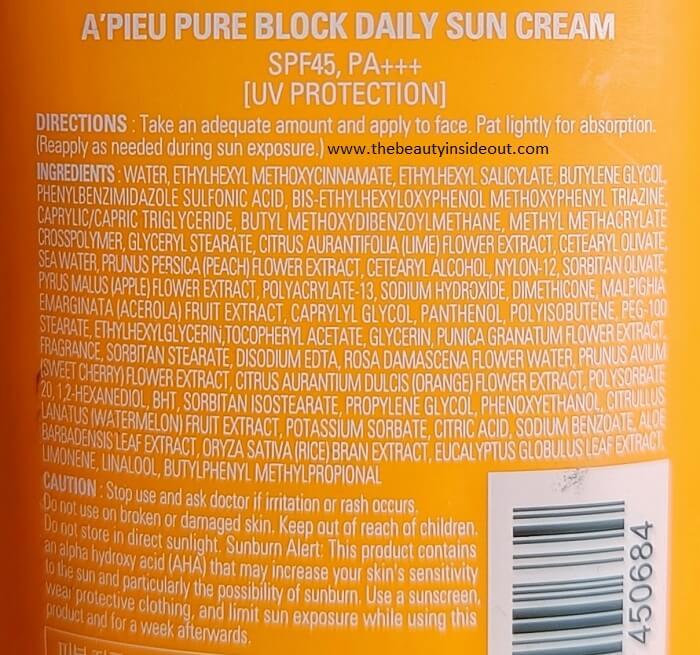 A'PIEU PURE BLOCK DAILY SUN CREAM
SPF45, PA+++
[UV PROTECTION]
DIRECTIONS : Take an adequate amount and apply to face. Pat lightly for absorption.
(Reapply as needed during sun exposure.) www.thebeautyinsideout.com
INGREDIENTS : WATER, ETHYLHEXYL METHOXYCINNAMATE, ETHYLHEXYL SALICYLATE, BUTYLENE GLYCOL,
PHENYLBENZIMIDAZOLE SULFONIC ACID, BIS-ETHYLHEXYLOXYPHENOL METHOXYPHENYL TRIAZINE,
CAPRYLIC/CAPRIC TRIGLYCERIDE, BUTYL METHOXYDIBENZOYLMETHANE, METHYL METHACRYLATE
CROSSPOLYMER, GLYCERYL STEARATE, CITRUS AURANTIFOLIA (LIME) FLOWER EXTRACT, CETEARYL OLIVATE,
SEA WATER, PRUNUS PERSICA (PEACH) FLOWER EXTRACT, CETEARYL ALCOHOL, NYLON-12, SORBITAN OLIVATE,
PYRUS MALUS (APPLE) FLOWER EXTRACT, POLYACRYLATE-13, SODIUM HYDROXIDE, DIMETHICONE, MALPIGHIA
EMARGINATA (ACEROLA) FRUIT EXTRACT, CAPRYLYL GLYCOL, PANTHENOL, POLYISOBUTENE, PEG-100
STEARATE, ETHYLHEXYLGLYCERIN, TOCOPHERYL ACETATE, GLYCERIN, PUNICA GRANATUM FLOWER EXTRACT,
FRAGRANCE, SORBITAN STEARATE, DISODIUM EDTA, ROSA DAMASCENA FLOWER WATER, PRUNUS AVIUM
(SWEET CHERRY) FLOWER EXTRACT, CITRUS AURANTIUM DULCIS (ORANGE) FLOWER EXTRACT, POLYSORBATE
20, 1,2-HEXANEDIOL, BHT, SORBITAN ISOSTEARATE, PROPYLENE GLYCOL, PHENOXYETHANOL, CITRULLUS
LANATUS (WATERMELON) FRUIT EXTRACT, POTASSIUM SORBATE, CITRIC ACID, SODIUM BENZOATE, ALOE
BARBADENSIS LEAF EXTRACT, ORYZA SATIVA (RICE) BRAN EXTRACT, EUCALYPTUS GLOBULUS LEAF EXTRACT,
LIMONENE, LINALOOL, BUTYLPHENYL METHYLPROPIONAL
CAUTION : Stop use and ask doctor if irritation or rash occurs.
Do not use on broken or damaged skin. Keep out of reach of children.
Do not store in direct sunlight. Sunburn Alert: This product contains
an alpha hydroxy acid (AHA) that may increase your skin's sensitivity
to the sun and particularly the possibility of sunburn. Use a sunscreen,
wear protective clothing, and limit sun exposure while using this
product and for a week afterwards.
450684